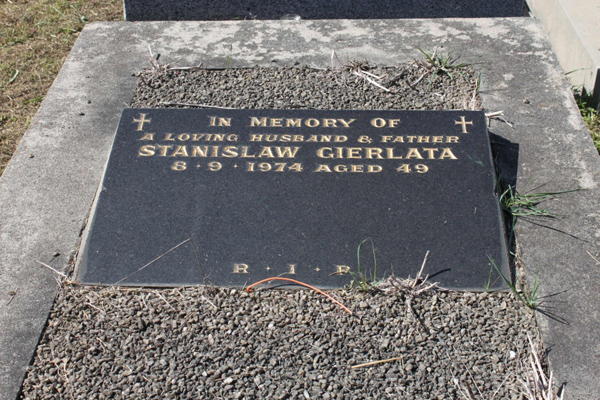 IN MEMORY OF
A LOVING HUSBAND & FATHER
STANISLAW GIERLATA
8·9·1974 AGED 49
R·I·P